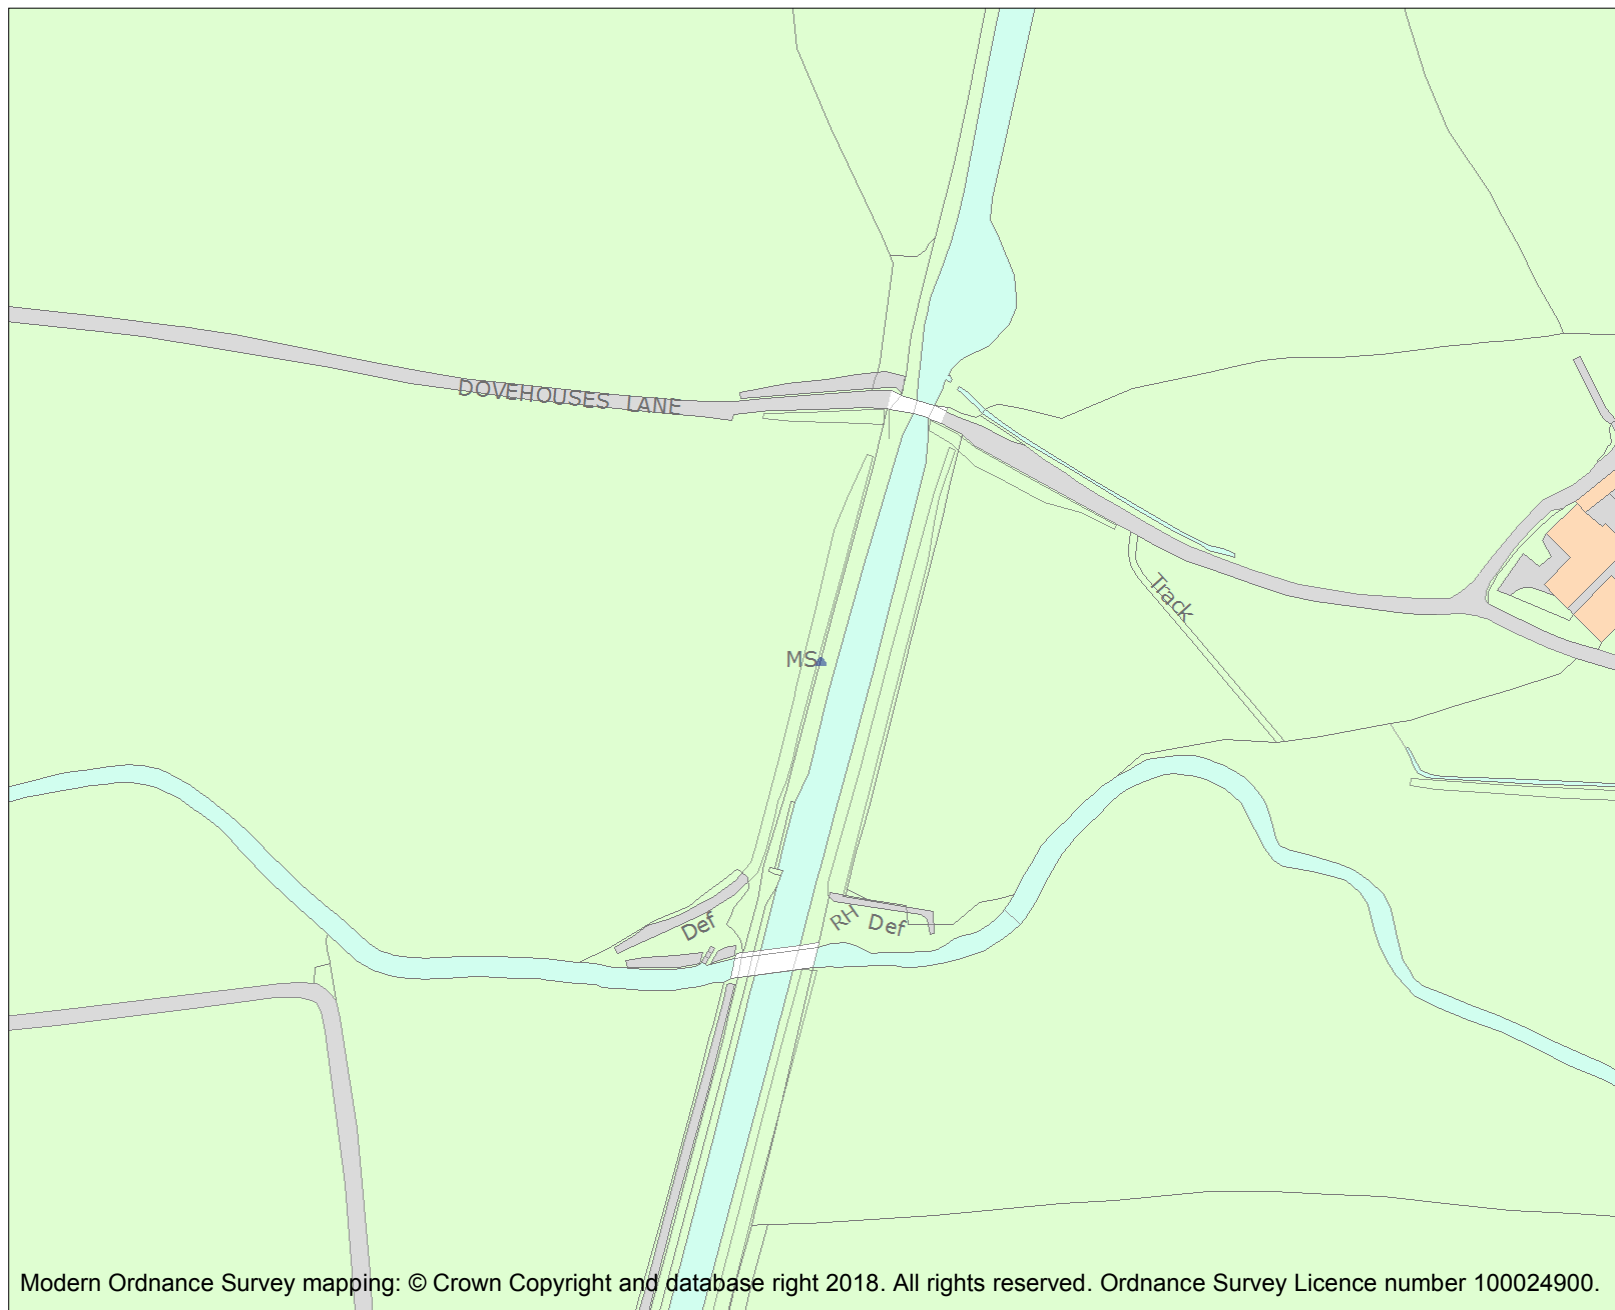 DOVEHOUSES LANE
Track
MS
RH
Def
Def
Modern Ordnance Survey mapping: © Crown Copyright and database right 2018. All rights reserved. Ordnance Survey Licence number 100024900.